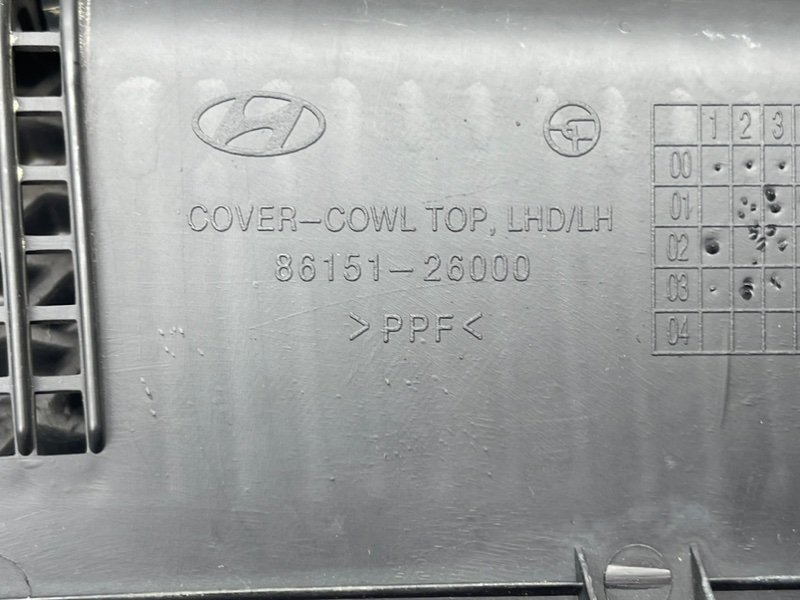 COVER-COWL TOP, LHD/LH
86151-26000
>PPF<
1 2 3
00
01
02
03
04